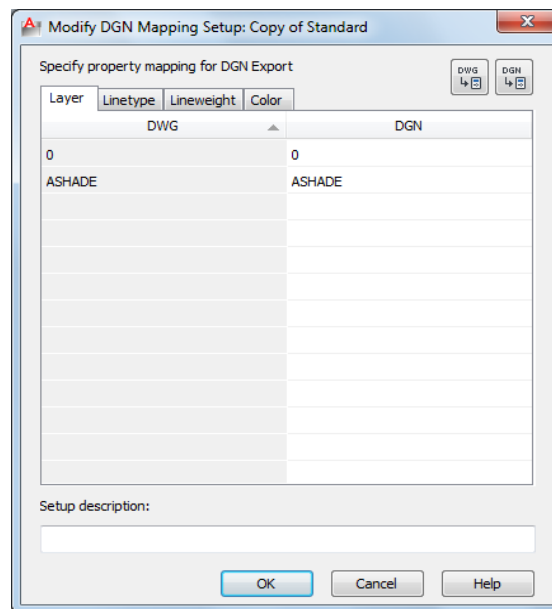 Modify DGN Mapping Setup: Copy of Standard
Specify property mapping for DGN Export
DWG DGN
Layer Linetype Lineweight Color
DWG DGN
0 0
ASHADE ASHADE
Setup description:
OK Cancel Help